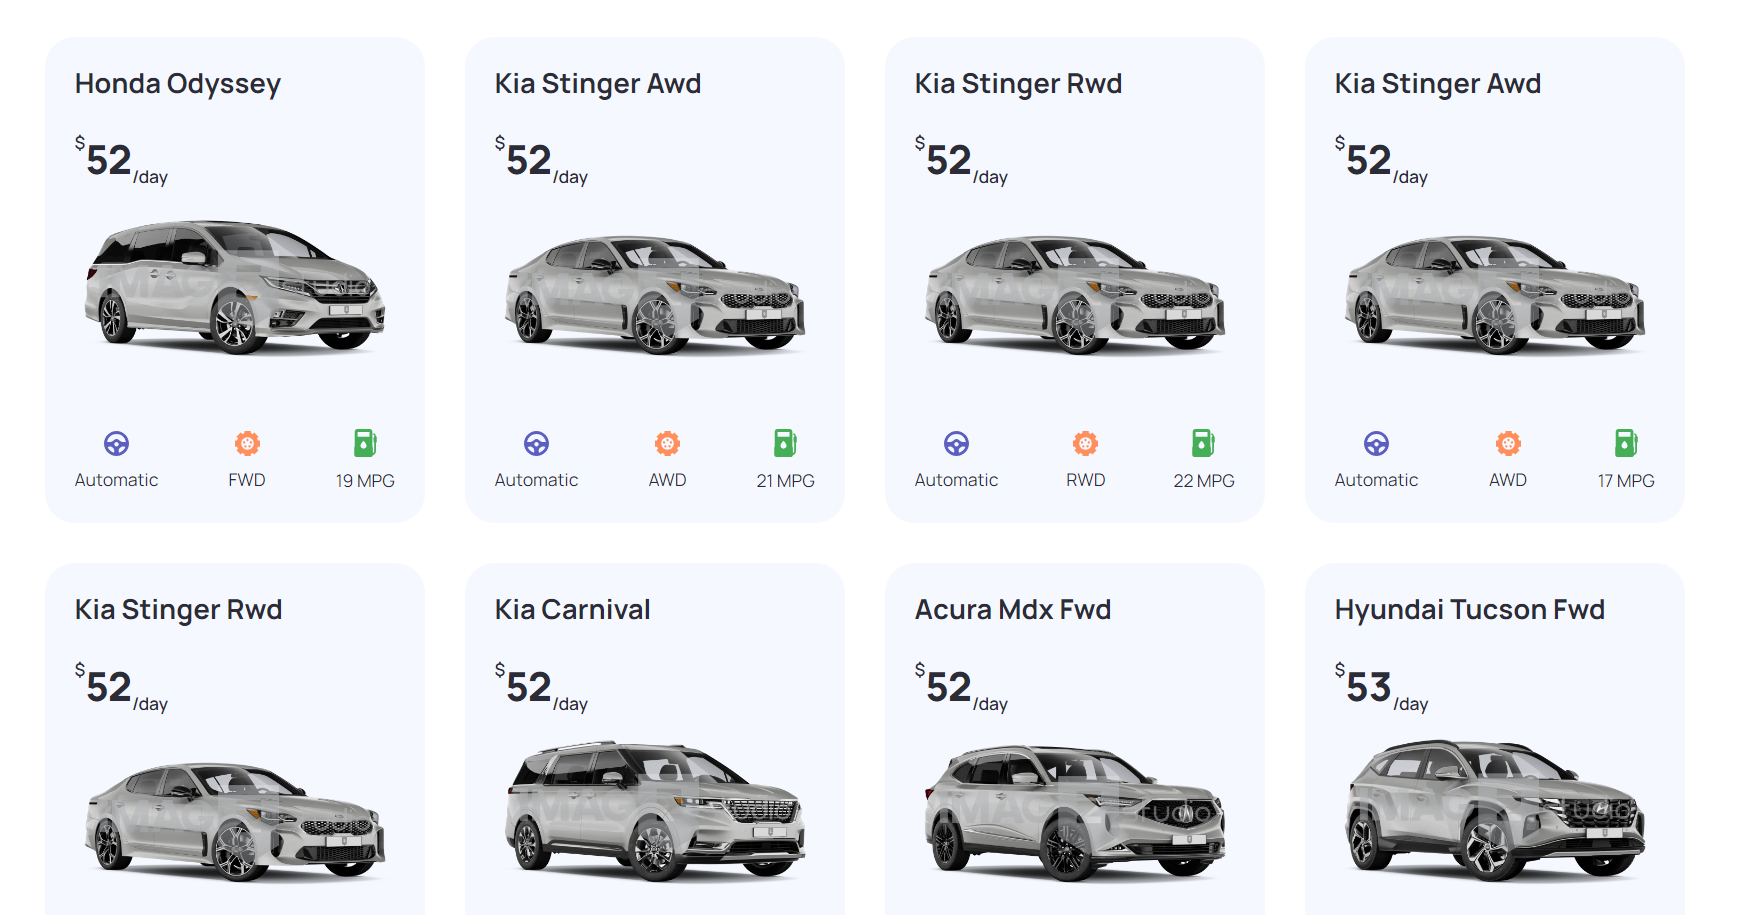 Honda Odyssey
$52/day
Automatic
FWD
19 MPG
Kia Stinger Awd
$52/day
Automatic
AWD
21 MPG
Kia Stinger Rwd
$52/day
Automatic
RWD
22 MPG
Kia Stinger Awd
$52/day
Automatic
AWD
17 MPG
Kia Stinger Rwd
$52/day
Kia Carnival
$52/day
Acura Mdx Fwd
$52/day
Hyundai Tucson Fwd
$53/day